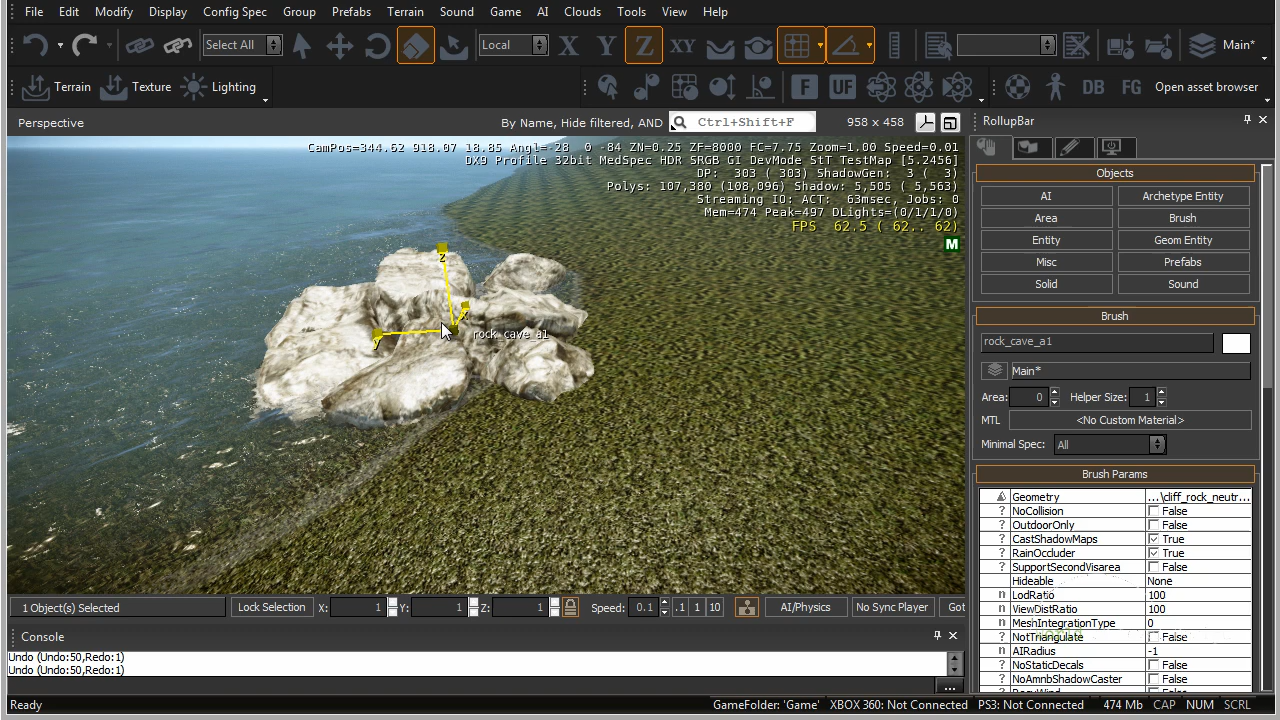 File Edit Modify Display Config Spec Group Prefabs Terrain Sound Game AI Clouds Tools View Help
Select All Local X Y Z XY Main*
Terrain Texture Lighting F UF DB FG Open asset browser
Perspective By Name, Hide filtered, AND Ctrl+Shift+F 958 x 458
RollupBar
CamPos=344.62 918.07 18.85 Angl=-28 0 -84 ZN=0.25 ZF=8000 FC=7.75 Zoom=1.00 Speed=0.01
DX9 Profile 32bit MedSpec HDR SRGB GI DevMode StT TestMap [5.2456]
DP: 303 ( 303) ShadowGen: 3 ( 3)
Polys: 107,380 (108,096) Shadow: 5,505 ( 5,563)
Streaming IO: ACT: 63msec, Jobs: 0
Mem=474 Peak=497 DLights=(0/1/1/0)
FPS 62.5 ( 62.. 62)
M
z
x
y
rock_cave_a1
Objects
AI Archetype Entity
Area Brush
Entity Geom Entity
Misc Prefabs
Solid Sound
Brush
rock_cave_a1
Main*
Area: 0 Helper Size: 1
MTL <No Custom Material>
Minimal Spec: All
Brush Params
Geometry ...\cliff_rock_neutr...
NoCollision False
OutdoorOnly False
CastShadowMaps True
RainOccluder True
SupportSecondVisarea False
Hideable None
LodRatio 100
ViewDistRatio 100
MeshIntegrationType 0
NotTriangulate False
AIRadius -1
NoStaticDecals False
NoAmnbShadowCaster False
1 Object(s) Selected Lock Selection X: 1 Y: 1 Z: 1 Speed: 0.1 .1 1 10 AI/Physics No Sync Player Got
Console
Undo (Undo:50,Redo:1)
Undo (Undo:50,Redo:1)
...
Ready GameFolder: 'Game' XBOX 360: Not Connected PS3: Not Connected 474 Mb CAP NUM SCRL